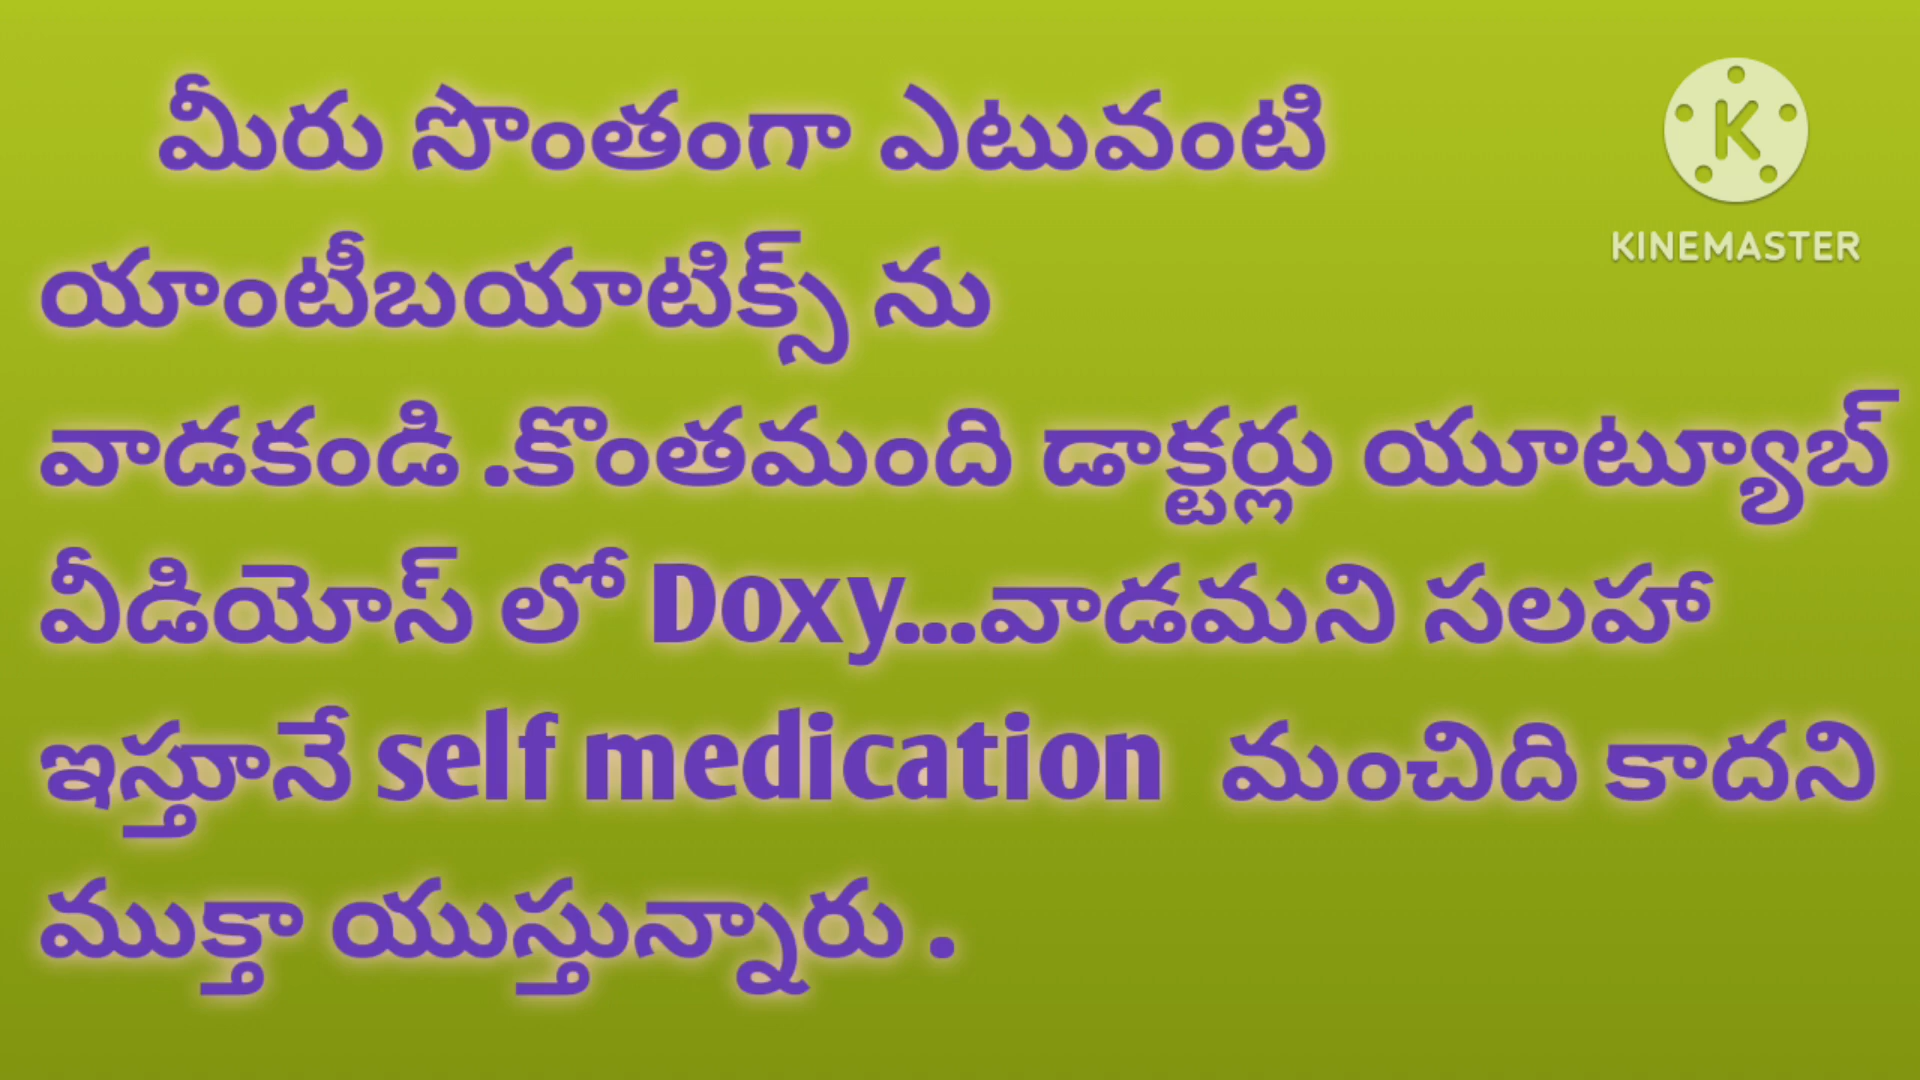 మీరు సొంతంగా ఎటువంటి
K
KINEMASTER
యాంటీబయాటిక్స్ ను
వాడకండి .కొంతమంది డాక్టర్లు యూట్యూబ్
వీడియోస్ లో Doxy...వాడమని సలహా
ఇస్తూనే self medication మంచిది కాదని
ముక్తా యుస్తున్నారు .